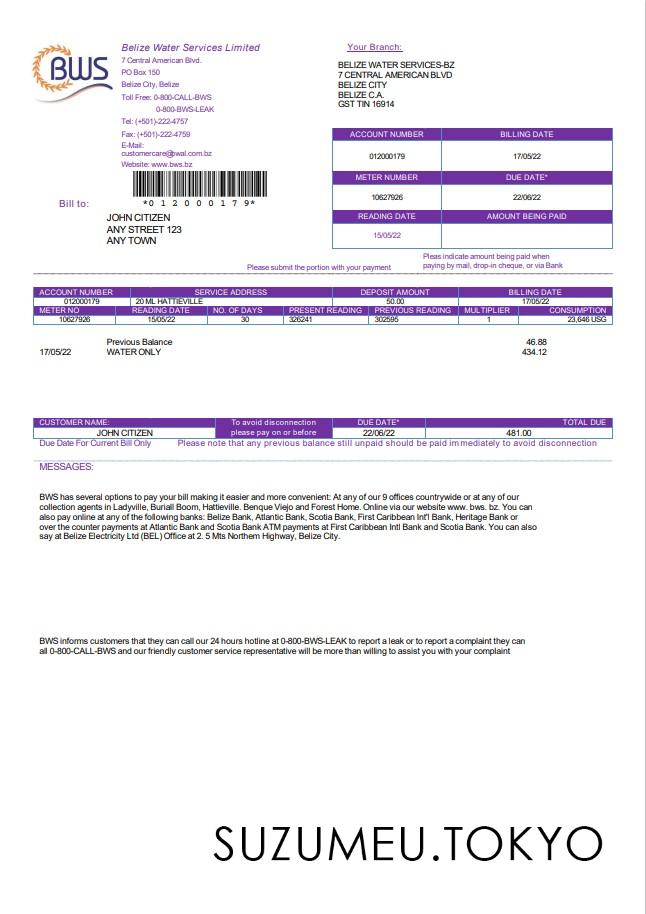 BWS
Belize Water Services Limited
7 Central American Blvd.
PO Box 150
Belize City, Belize
Toll Free: 0-800-CALL-BWS
0-800-BWS-LEAK
Tel: (+501)-222-4757
Fax: (+501)-222-4759
E-Mail:
customercare@bwal.com.bz
Website: www.bws.bz
*012000179*
Bill to:
JOHN CITIZEN
ANY STREET 123
ANY TOWN
Your Branch:
BELIZE WATER SERVICES-BZ
7 CENTRAL AMERICAN BLVD
BELIZE CITY
BELIZE C.A.
GST TIN 16914
ACCOUNT NUMBER BILLING DATE
012000179 17/05/22
METER NUMBER DUE DATE*
10627926 22/06/22
READING DATE AMOUNT BEING PAID
15/05/22
Pleas indicate amount being paid when
paying by mail, drop-in cheque, or via Bank
Please submit the portion with your payment
ACCOUNT NUMBER SERVICE ADDRESS DEPOSIT AMOUNT BILLING DATE
012000179 20 ML HATTIEVILLE 50.00 17/05/22
METER NO READING DATE NO. OF DAYS PRESENT READING PREVIOUS READING MULTIPLIER CONSUMPTION
10627926 15/05/22 30 326241 302595 1 23,646 USG
Previous Balance 46.88
17/05/22 WATER ONLY 434.12
CUSTOMER NAME: To avoid disconnection DUE DATE* TOTAL DUE
JOHN CITIZEN please pay on or before 22/06/22 481.00
Due Date For Current Bill Only Please note that any previous balance still unpaid should be paid immediately to avoid disconnection
MESSAGES:
BWS has several options to pay your bill making it easier and more convenient: At any of our 9 offices countrywide or at any of our
collection agents in Ladyville, Buriall Boom, Hattieville. Benque Viejo and Forest Home. Online via our website www. bws. bz. You can
also pay online at any of the following banks: Belize Bank, Atlantic Bank, Scotia Bank, First Caribbean Int'l Bank, Heritage Bank or
over the counter payments at Atlantic Bank and Scotia Bank ATM payments at First Caribbean Intl Bank and Scotia Bank. You can also
say at Belize Electricity Ltd (BEL) Office at 2. 5 Mts Northem Highway, Belize City.
BWS informs customers that they can call our 24 hours hotline at 0-800-BWS-LEAK to report a leak or to report a complaint they can
all 0-800-CALL-BWS and our friendly customer service representative will be more than willing to assist you with your complaint
SUZUMEU.TOKYO